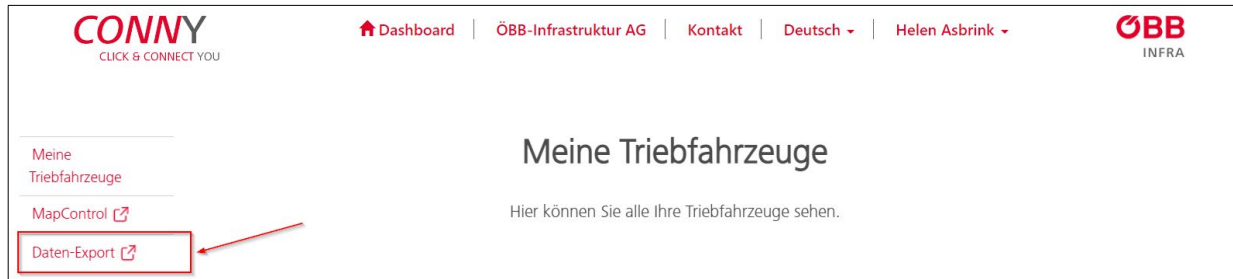 CONNY
CLICK & CONNECT YOU
Dashboard
ÖBB-Infrastruktur AG
Kontakt
Deutsch
Helen Asbrink
ÖBB
INFRA
Meine Triebfahrzeuge
Hier können Sie alle Ihre Triebfahrzeuge sehen.
Meine
Triebfahrzeuge
MapControl
Daten-Export